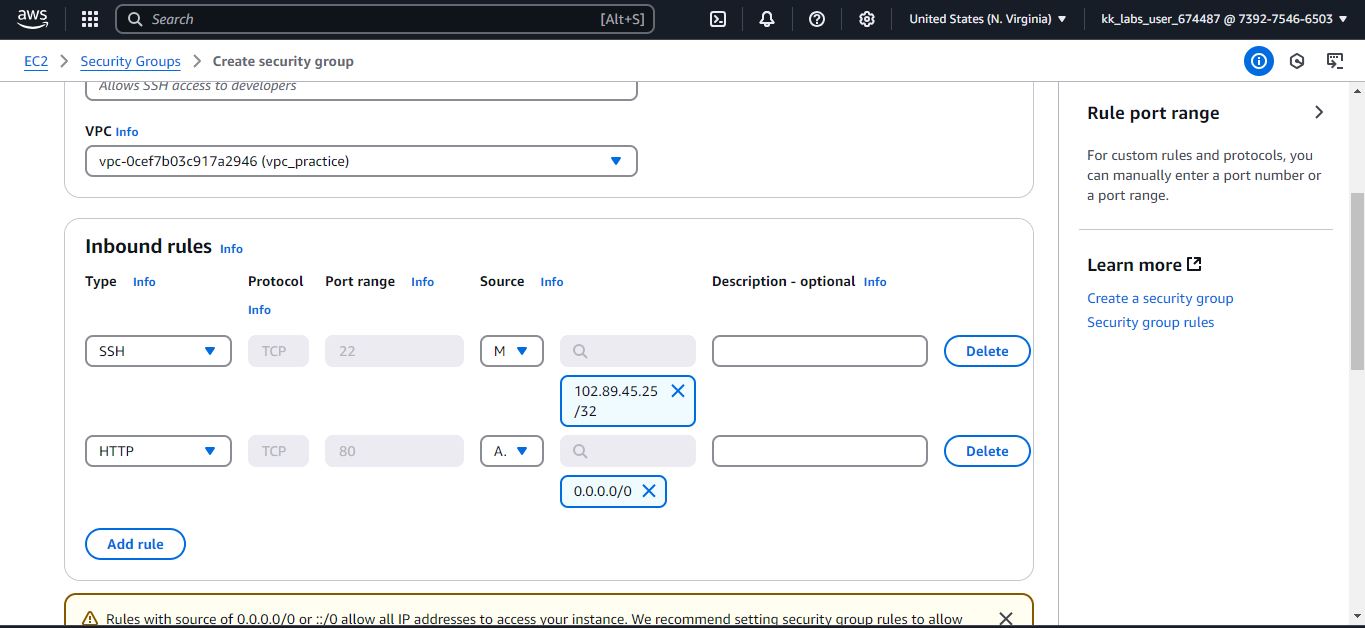 aws
Search [Alt+S] United States (N. Virginia) kk_labs_user_674487 @ 7392-7546-6503
EC2 Security Groups Create security group
Allows SSH access to developers
VPC Info
vpc-0cef7b03c917a2946 (vpc_practice)
Inbound rules Info
Type Info Protocol Info Port range Info Source Info Description - optional Info
SSH TCP 22 M Delete
102.89.45.25
/32
HTTP TCP 80 A. Delete
0.0.0.0/0
Add rule
Rules with source of 0.0.0.0/0 or ::/0 allow all IP addresses to access your instance. We recommend setting security group rules to allow
Rule port range
For custom rules and protocols, you
can manually enter a port number or
a port range.
Learn more
Create a security group
Security group rules